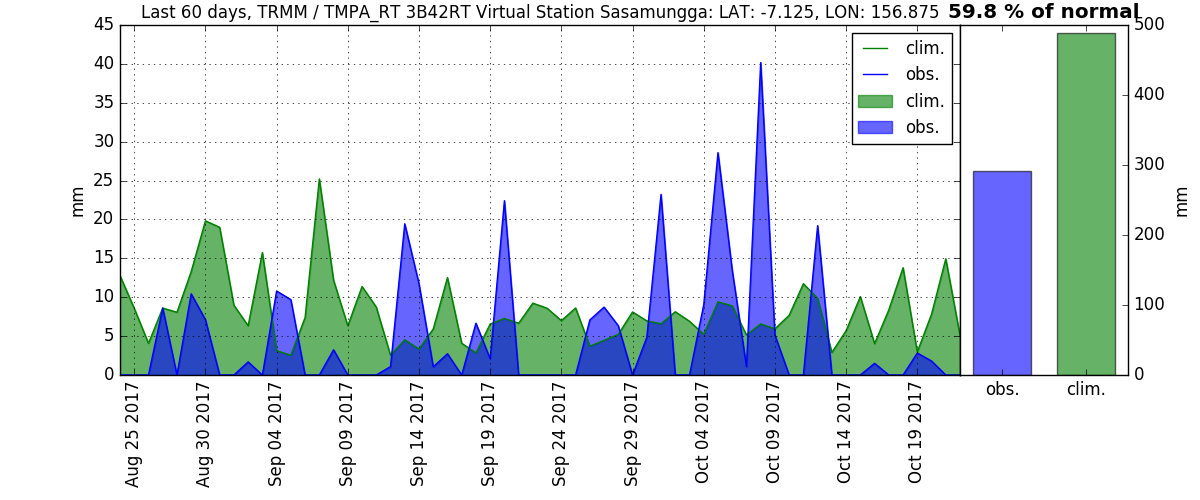 Last 60 days, TRMM / TMPA_RT 3B42RT Virtual Station Sasamungga: LAT: -7.125, LON: 156.875 59.8 % of normal
45
40
35
30
25
20
15
10
5
0
mm
clim.
obs.
clim.
obs.
Aug 25 2017
Aug 30 2017
Sep 04 2017
Sep 09 2017
Sep 14 2017
Sep 19 2017
Sep 24 2017
Sep 29 2017
Oct 04 2017
Oct 09 2017
Oct 14 2017
Oct 19 2017
500
400
300
200
100
0
mm
obs. clim.